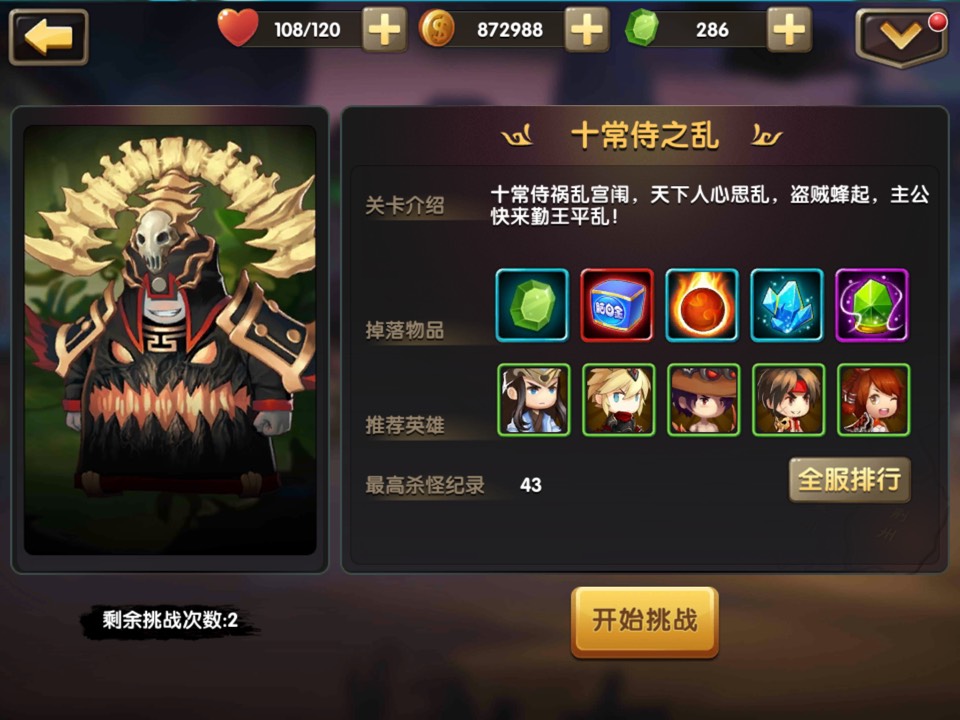 108/120
872988
286
十常侍之乱
关卡介绍
十常侍祸乱宫闱，天下人心思乱，盗贼蜂起，主公
快来勤王平乱！
掉落物品
脑白金
推荐英雄
最高杀怪纪录
43
全服排行
剩余挑战次数:2
开始挑战